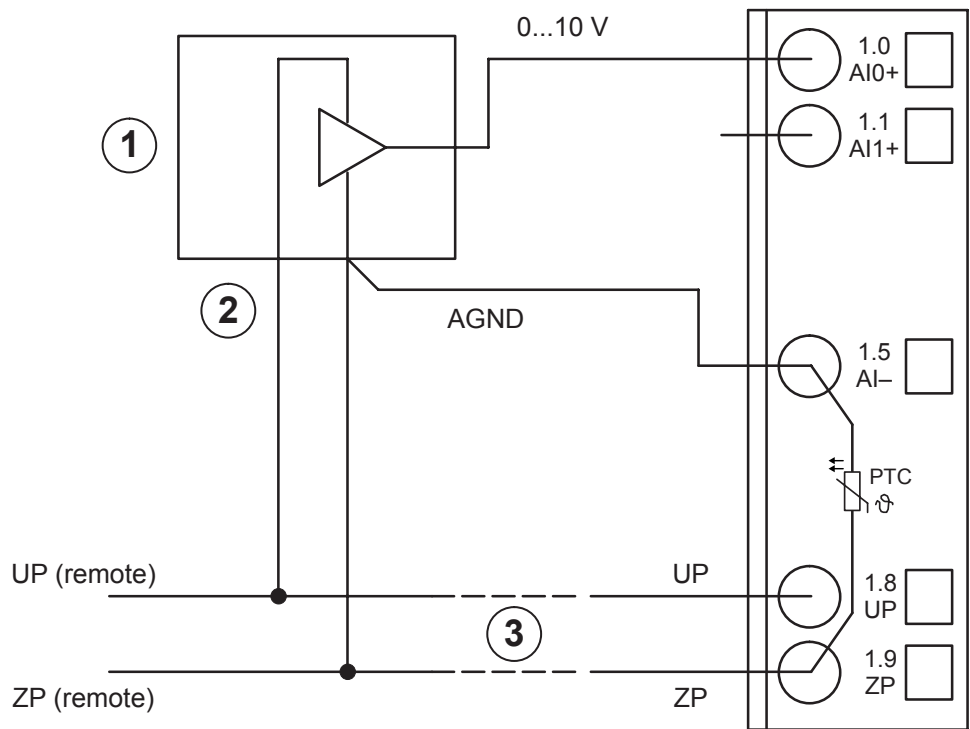 0...10 V
1.0
AI0+
1.1
AI1+
1
2
AGND
1.5
AI–
PTC
ϑ
UP (remote)
UP
1.8
UP
3
ZP (remote)
ZP
1.9
ZP